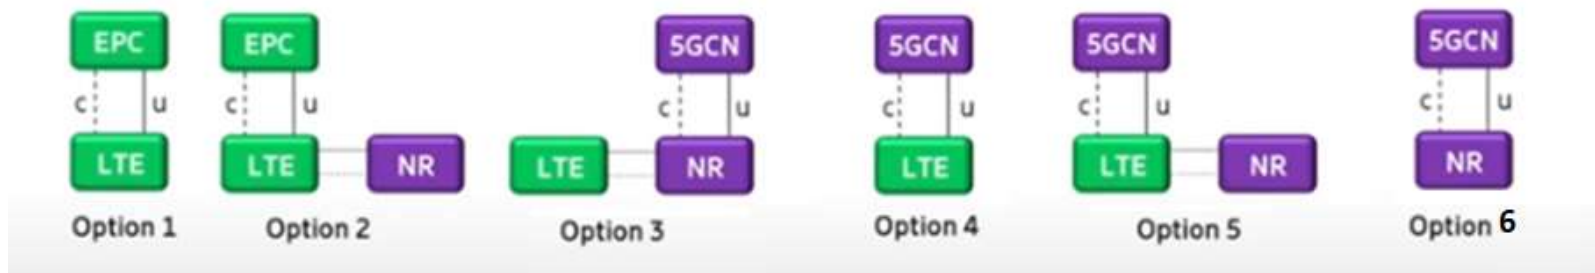 EPC EPC 5GCN 5GCN 5GCN 5GCN
c u c u c u c u c u c u
LTE LTE NR LTE NR LTE LTE NR NR
Option 1 Option 2 Option 3 Option 4 Option 5 Option 6